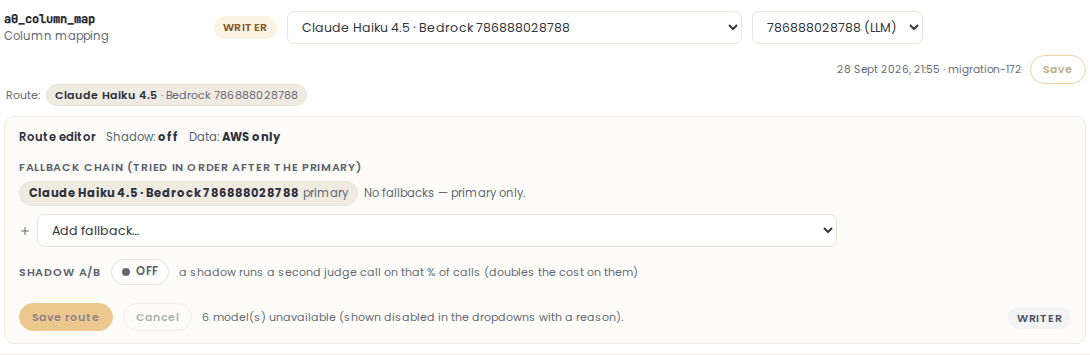 a0_column_map
Column mapping
WRITER
Claude Haiku 4.5 · Bedrock 786888028788
786888028788 (LLM)
28 Sept 2026, 21:55 · migration-172
Save
Route: Claude Haiku 4.5 · Bedrock 786888028788
Route editor Shadow: off Data: AWS only
FALLBACK CHAIN (TRIED IN ORDER AFTER THE PRIMARY)
Claude Haiku 4.5 · Bedrock 786888028788 primary No fallbacks — primary only.
+ Add fallback...
SHADOW A/B OFF a shadow runs a second judge call on that % of calls (doubles the cost on them)
Save route Cancel 6 model(s) unavailable (shown disabled in the dropdowns with a reason). WRITER